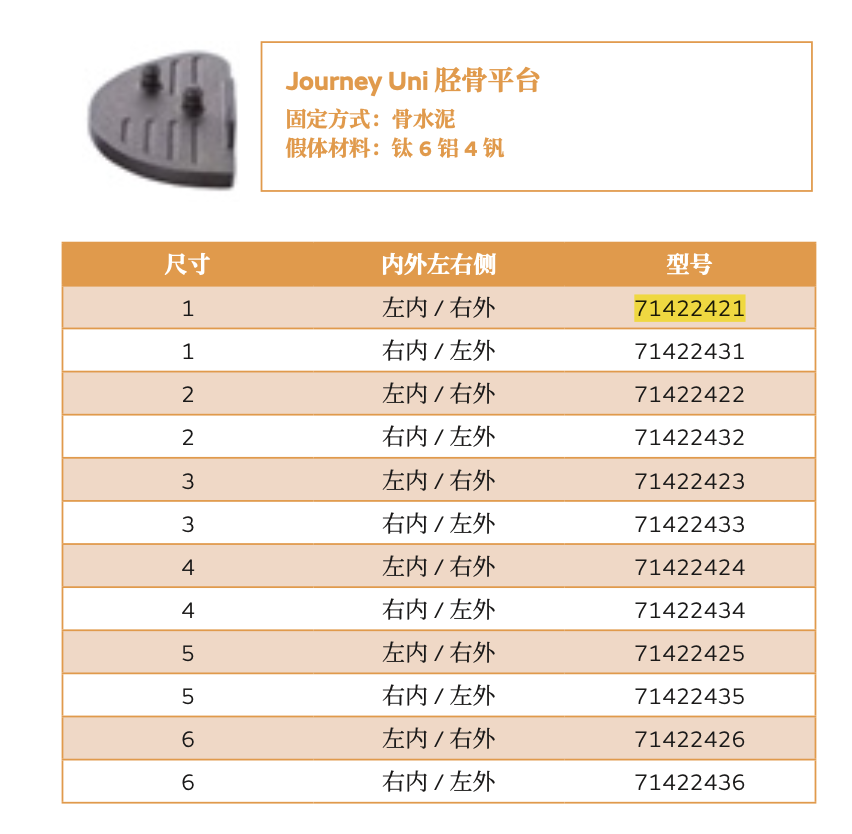 Journey Uni 胫骨平台
固定方式：骨水泥
假体材料：钛 6 铝 4 钒
尺寸 内外左右侧 型号
1 左内 / 右外 71422421
1 右内 / 左外 71422431
2 左内 / 右外 71422422
2 右内 / 左外 71422432
3 左内 / 右外 71422423
3 右内 / 左外 71422433
4 左内 / 右外 71422424
4 右内 / 左外 71422434
5 左内 / 右外 71422425
5 右内 / 左外 71422435
6 左内 / 右外 71422426
6 右内 / 左外 71422436